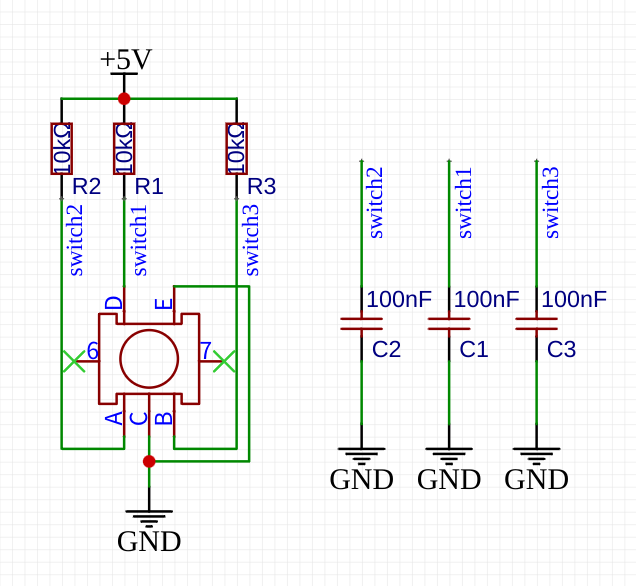 +5V
10kΩ
10kΩ
10kΩ
R2
R1
R3
switch2
switch1
switch3
D
E
6
7
A
C
B
GND
switch2
switch1
switch3
100nF
100nF
100nF
C2
C1
C3
GND
GND
GND